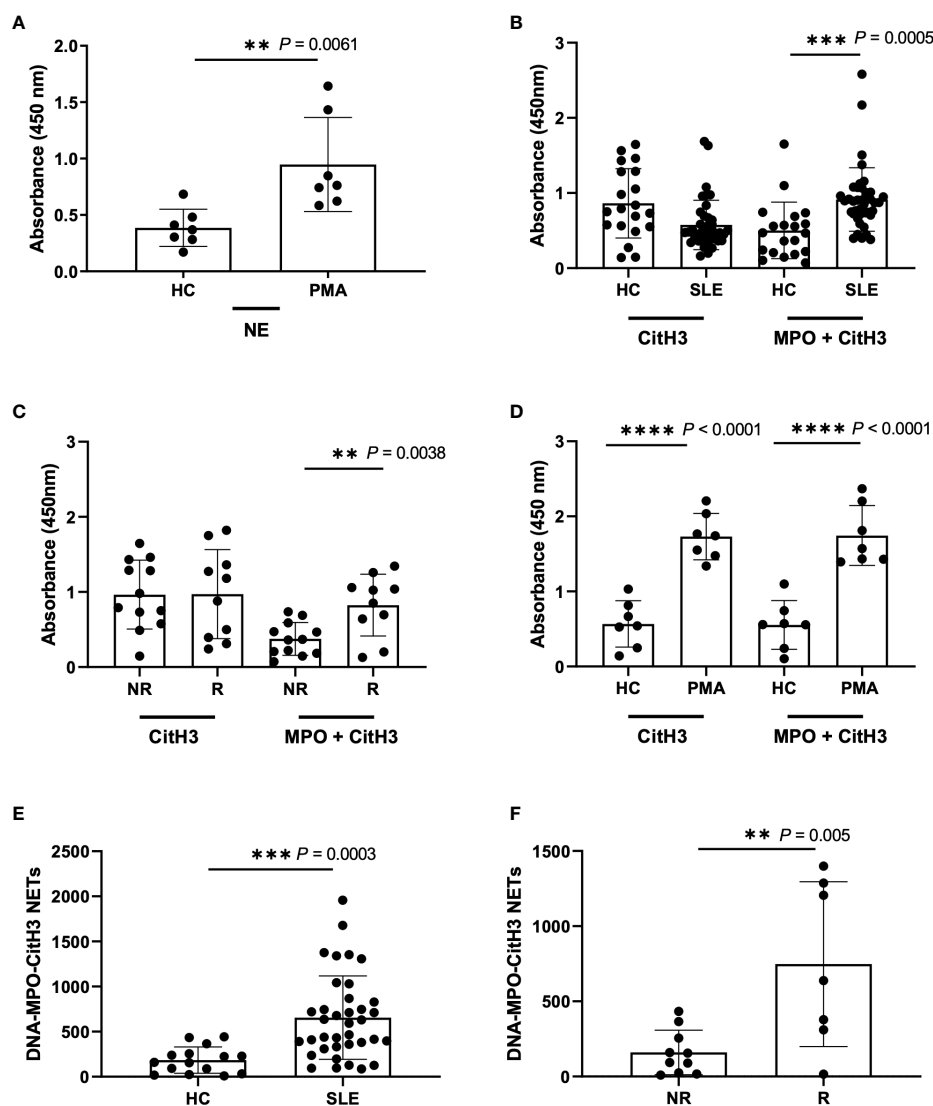 A
** P = 0.0061
Absorbance (450 nm)
2.0
1.5
1.0
0.5
0.0
HC PMA
NE
B
*** P = 0.0005
Absorbance (450nm)
3
2
1
0
HC SLE HC SLE
CitH3 MPO + CitH3
C
** P = 0.0038
Absorbance (450nm)
3
2
1
0
NR R NR R
CitH3 MPO + CitH3
D
**** P < 0.0001 **** P < 0.0001
Absorbance (450 nm)
3
2
1
0
HC PMA HC PMA
CitH3 MPO + CitH3
E
*** P = 0.0003
DNA-MPO-CitH3 NETs
2500
2000
1500
1000
500
0
HC SLE
F
** P = 0.005
DNA-MPO-CitH3 NETs
1500
1000
500
0
NR R